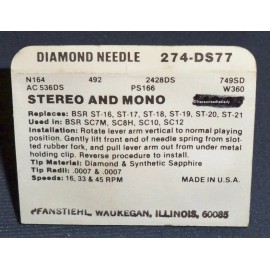 DIAMOND NEEDLE 274-DS77
N164 492 2428DS 749SD
AC 536DS PS166 W360
STEREO AND MONO
Replaces: BSR ST-16, ST-17, ST-18, ST-19, ST-20, ST-21
Used in: BSR SC7M, SC8H, SC10, SC12
Installation: Rotate lever arm vertical to normal playing
position. Gently lift front of needle spring from slot-
ted rubber fork, and pull lever arm out from under metal
holding clip. Reverse to install.
Tip Material: Diamond & Synthetic Sapphire
Tip Radii: .0007 & .0007
Speeds: 16, 33 & 45 RPM MADE IN U.S.A.
PFANSTIEHL, WAUKEGAN, ILLINOIS, 60085